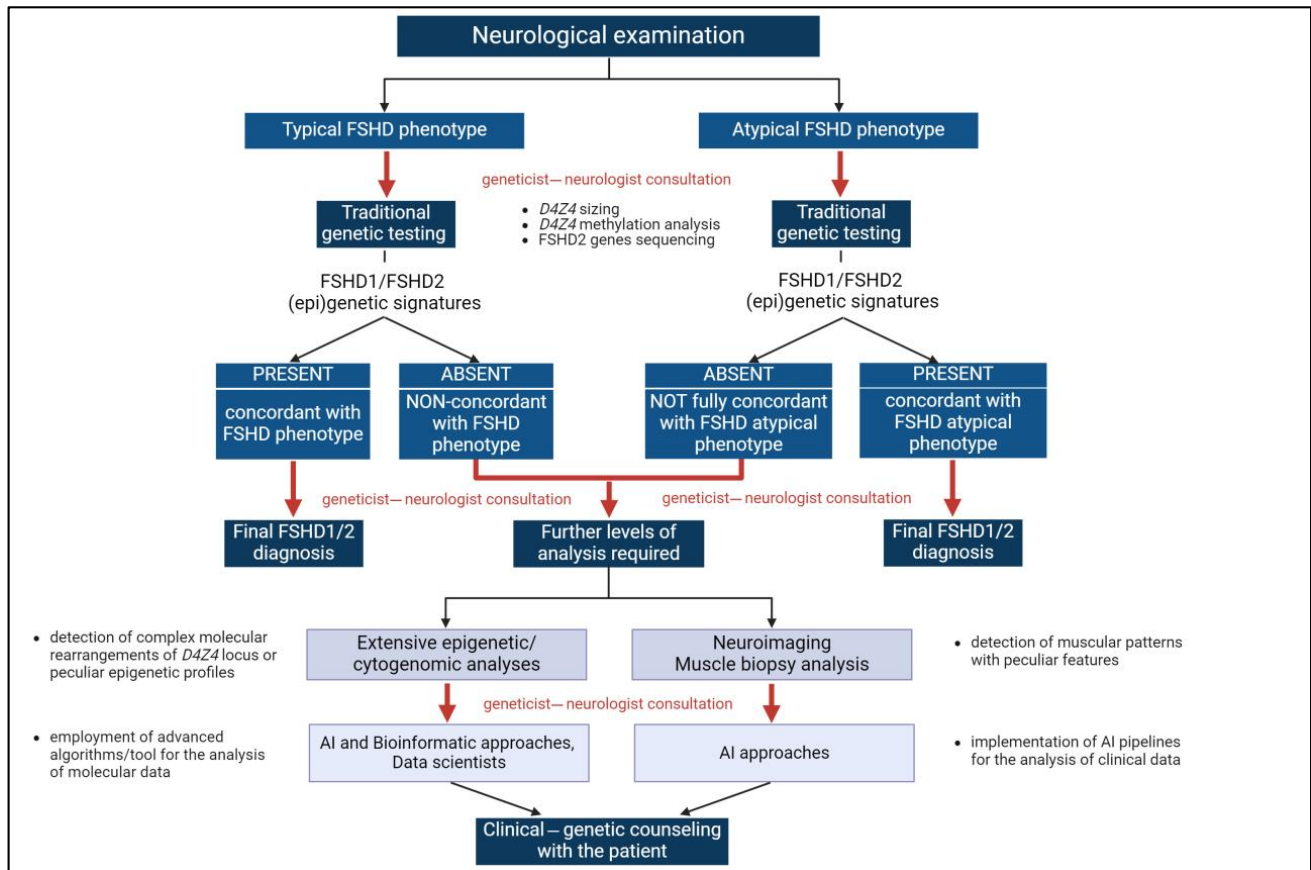 Neurological examination
Typical FSHD phenotype
Atypical FSHD phenotype
geneticist—neurologist consultation
Traditional
genetic testing
• D4Z4 sizing
• D4Z4 methylation analysis
• FSHD2 genes sequencing
Traditional
genetic testing
FSHD1/FSHD2
(epi)genetic signatures
FSHD1/FSHD2
(epi)genetic signatures
PRESENT
concordant with
FSHD phenotype
ABSENT
NON-concordant
with FSHD
phenotype
ABSENT
NOT fully concordant
with FSHD atypical
phenotype
PRESENT
concordant with
FSHD atypical
phenotype
geneticist—neurologist consultation
geneticist—neurologist consultation
Final FSHD1/2
diagnosis
Further levels of
analysis required
Final FSHD1/2
diagnosis
• detection of complex molecular
rearrangements of D4Z4 locus or
peculiar epigenetic profiles
Extensive epigenetic/
cytogenomic analyses
Neuroimaging
Muscle biopsy analysis
• detection of muscular patterns
with peculiar features
geneticist—neurologist consultation
• employment of advanced
algorithms/tool for the analysis
of molecular data
AI and Bioinformatic approaches,
Data scientists
AI approaches
• implementation of AI pipelines
for the analysis of clinical data
Clinical—genetic counseling
with the patient